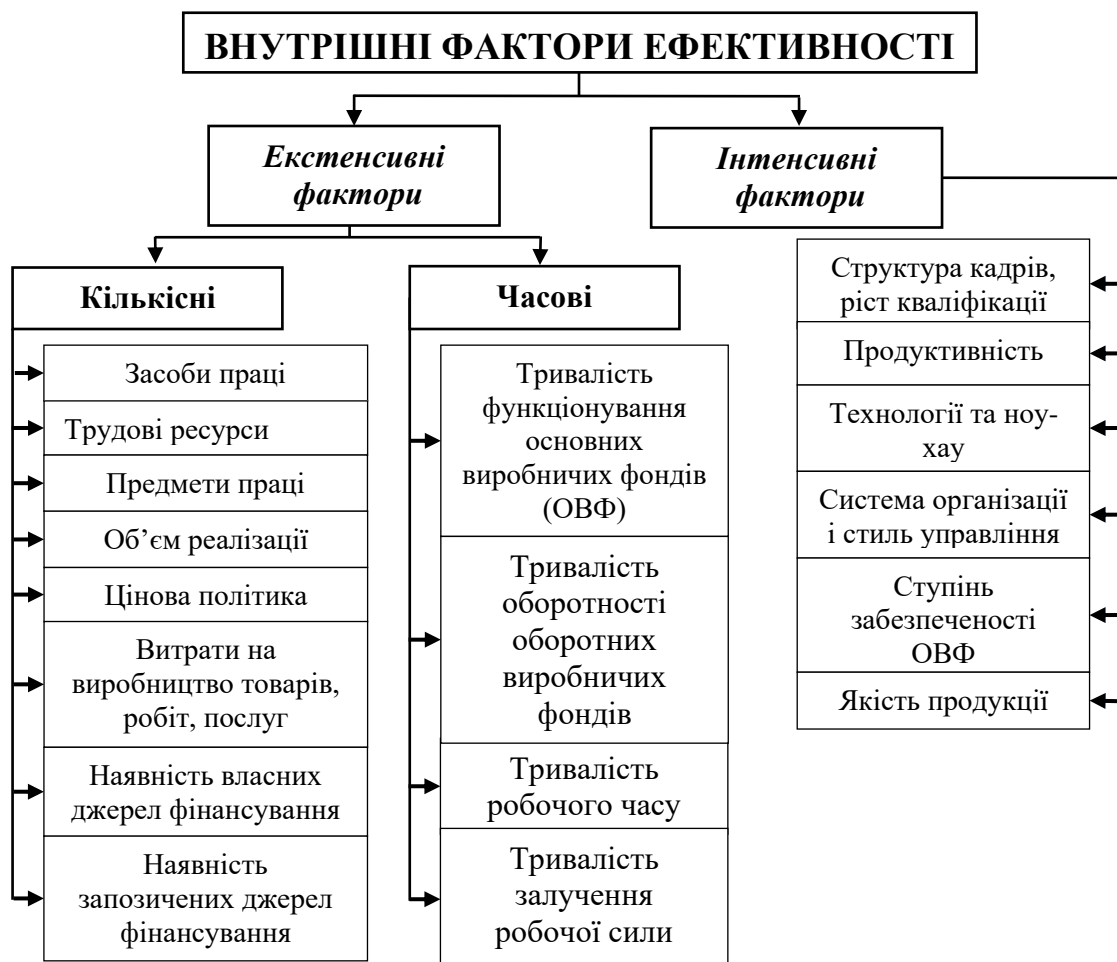 ВНУТРІШНІ ФАКТОРИ ЕФЕКТИВНОСТІ
Екстенсивні
фактори
Інтенсивні
фактори
Кількісні
Засоби праці
Трудові ресурси
Предмети праці
Об’єм реалізації
Цінова політика
Витрати на
виробництво товарів,
робіт, послуг
Наявність власних
джерел фінансування
Наявність
запозичених джерел
фінансування
Часові
Тривалість
функціонування
основних
виробничих фондів
(ОВФ)
Тривалість
оборотності
оборотних
виробничих
фондів
Тривалість
робочого часу
Тривалість
залучення
робочої сили
Структура кадрів,
ріст кваліфікації
Продуктивність
Технології та ноу-
хау
Система організації
і стиль управління
Ступінь
забезпеченості
ОВФ
Якість продукції